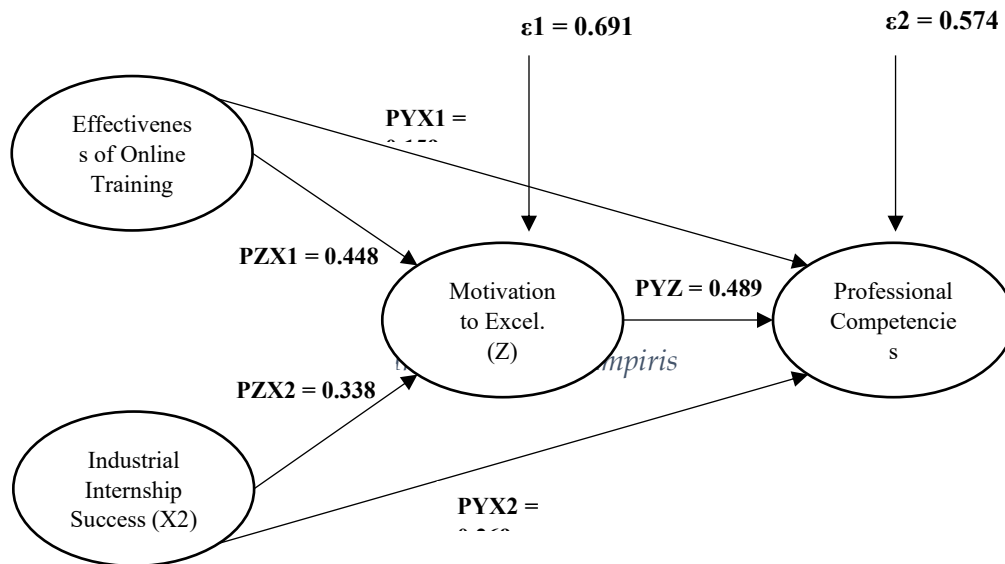 ε1 = 0.691
ε2 = 0.574
Effectivenes
s of Online
Training
PYX1 =
PZX1 = 0.448
Motivation
to Excel.
(Z)
PYZ = 0.489
Professional
Competencie
s
mpiris
PZX2 = 0.338
Industrial
Internship
Success (X2)
PYX2 =